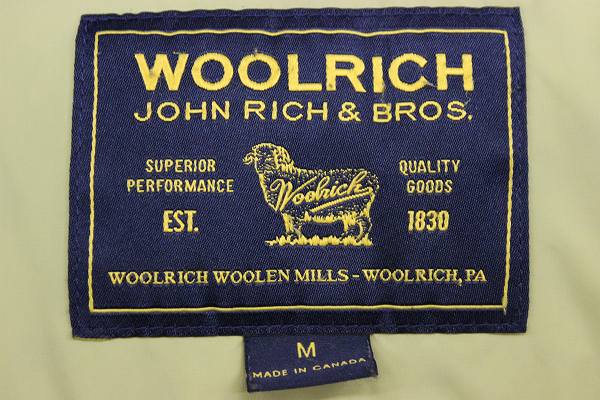 WOOLRICH
JOHN RICH & BROS.
SUPERIOR
PERFORMANCE
EST.
Woolrich
QUALITY
GOODS
1830
WOOLRICH WOOLEN MILLS - WOOLRICH, PA
M
MADE IN CANADA